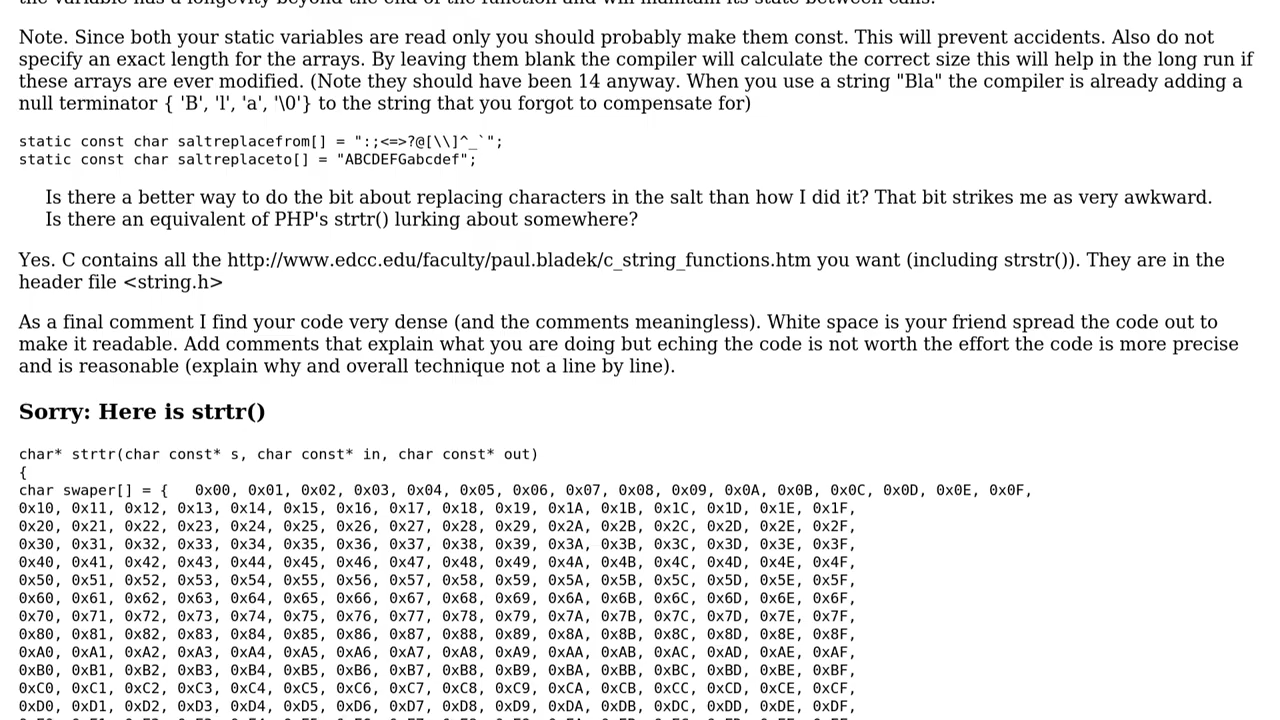 the variable has a longevity beyond the end of the function and will maintain its state between calls.
Note. Since both your static variables are read only you should probably make them const. This will prevent accidents. Also do not
specify an exact length for the arrays. By leaving them blank the compiler will calculate the correct size this will help in the long run if
these arrays are ever modified. (Note they should have been 14 anyway. When you use a string "Bla" the compiler is already adding a
null terminator { 'B', 'l', 'a', '\0'} to the string that you forgot to compensate for)
static const char saltreplacefrom[] = ":;<=>?@[\\]^_`";
static const char saltreplaceto[] = "ABCDEFGabcdef";
Is there a better way to do the bit about replacing characters in the salt than how I did it? That bit strikes me as very awkward.
Is there an equivalent of PHP's strtr() lurking about somewhere?
Yes. C contains all the http://www.edcc.edu/faculty/paul.bladek/c_string_functions.htm you want (including strstr()). They are in the
header file <string.h>
As a final comment I find your code very dense (and the comments meaningless). White space is your friend spread the code out to
make it readable. Add comments that explain what you are doing but eching the code is not worth the effort the code is more precise
and is reasonable (explain why and overall technique not a line by line).
Sorry: Here is strtr()
char* strtr(char const* s, char const* in, char const* out)
{
char swaper[] = {   0x00, 0x01, 0x02, 0x03, 0x04, 0x05, 0x06, 0x07, 0x08, 0x09, 0x0A, 0x0B, 0x0C, 0x0D, 0x0E, 0x0F,
0x10, 0x11, 0x12, 0x13, 0x14, 0x15, 0x16, 0x17, 0x18, 0x19, 0x1A, 0x1B, 0x1C, 0x1D, 0x1E, 0x1F,
0x20, 0x21, 0x22, 0x23, 0x24, 0x25, 0x26, 0x27, 0x28, 0x29, 0x2A, 0x2B, 0x2C, 0x2D, 0x2E, 0x2F,
0x30, 0x31, 0x32, 0x33, 0x34, 0x35, 0x36, 0x37, 0x38, 0x39, 0x3A, 0x3B, 0x3C, 0x3D, 0x3E, 0x3F,
0x40, 0x41, 0x42, 0x43, 0x44, 0x45, 0x46, 0x47, 0x48, 0x49, 0x4A, 0x4B, 0x4C, 0x4D, 0x4E, 0x4F,
0x50, 0x51, 0x52, 0x53, 0x54, 0x55, 0x56, 0x57, 0x58, 0x59, 0x5A, 0x5B, 0x5C, 0x5D, 0x5E, 0x5F,
0x60, 0x61, 0x62, 0x63, 0x64, 0x65, 0x66, 0x67, 0x68, 0x69, 0x6A, 0x6B, 0x6C, 0x6D, 0x6E, 0x6F,
0x70, 0x71, 0x72, 0x73, 0x74, 0x75, 0x76, 0x77, 0x78, 0x79, 0x7A, 0x7B, 0x7C, 0x7D, 0x7E, 0x7F,
0x80, 0x81, 0x82, 0x83, 0x84, 0x85, 0x86, 0x87, 0x88, 0x89, 0x8A, 0x8B, 0x8C, 0x8D, 0x8E, 0x8F,
0xA0, 0xA1, 0xA2, 0xA3, 0xA4, 0xA5, 0xA6, 0xA7, 0xA8, 0xA9, 0xAA, 0xAB, 0xAC, 0xAD, 0xAE, 0xAF,
0xB0, 0xB1, 0xB2, 0xB3, 0xB4, 0xB5, 0xB6, 0xB7, 0xB8, 0xB9, 0xBA, 0xBB, 0xBC, 0xBD, 0xBE, 0xBF,
0xC0, 0xC1, 0xC2, 0xC3, 0xC4, 0xC5, 0xC6, 0xC7, 0xC8, 0xC9, 0xCA, 0xCB, 0xCC, 0xCD, 0xCE, 0xCF,
0xD0, 0xD1, 0xD2, 0xD3, 0xD4, 0xD5, 0xD6, 0xD7, 0xD8, 0xD9, 0xDA, 0xDB, 0xDC, 0xDD, 0xDE, 0xDF,